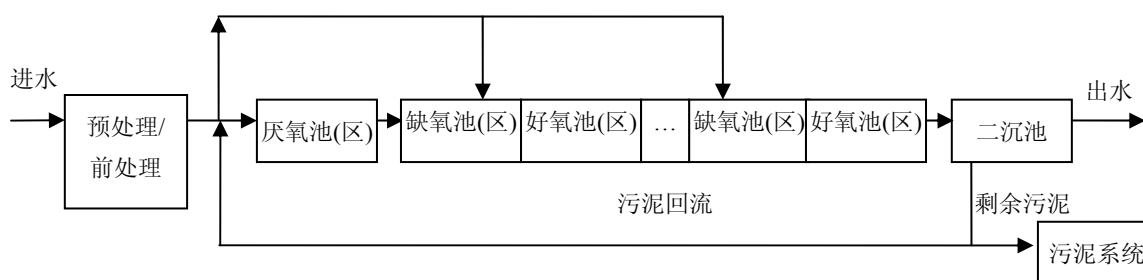 进水
预处理/
前处理
厌氧池(区)
缺氧池(区)
好氧池(区)
…
缺氧池(区)
好氧池(区)
二沉池
出水
污泥回流
剩余污泥
污泥系统